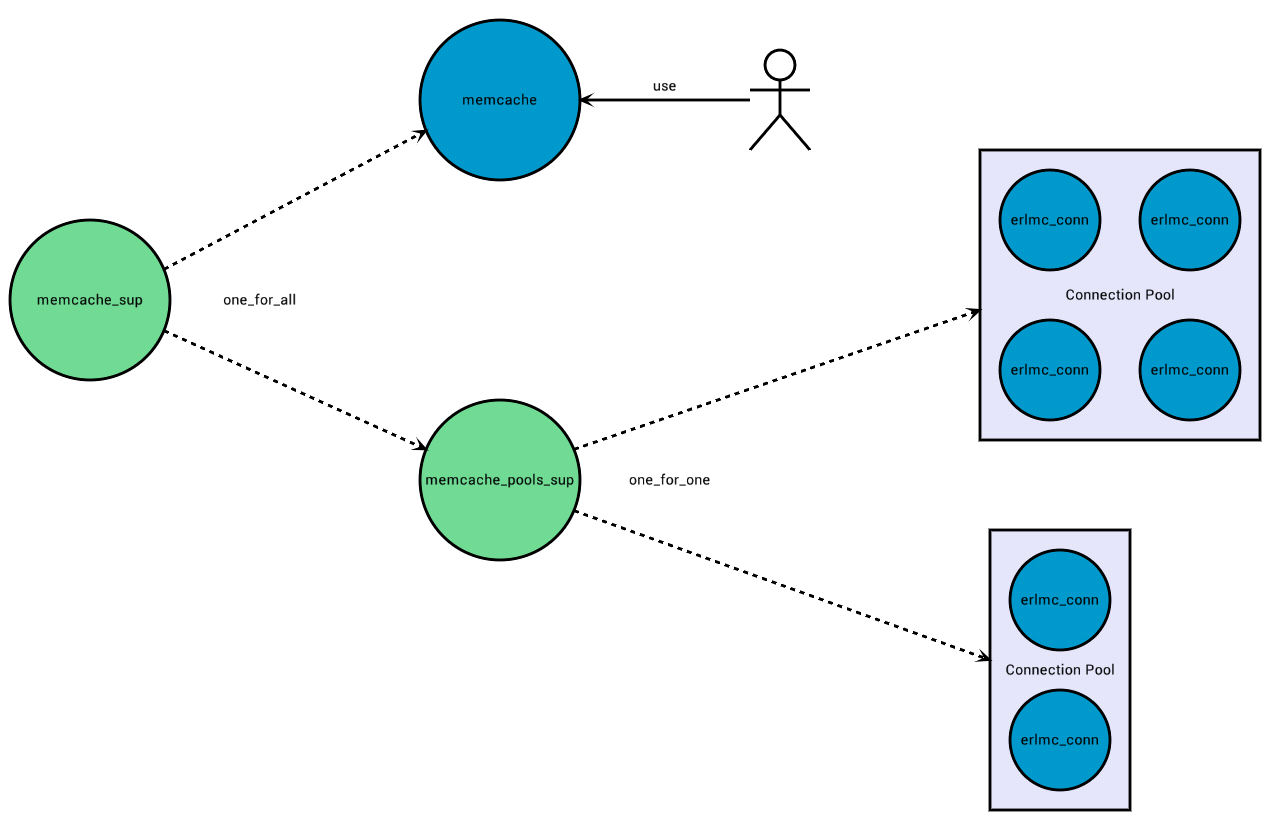 memcache
use
memcache_sup
one_for_all
erlmc_conn
erlmc_conn
Connection Pool
erlmc_conn
erlmc_conn
memcache_pools_sup
one_for_one
erlmc_conn
Connection Pool
erlmc_conn